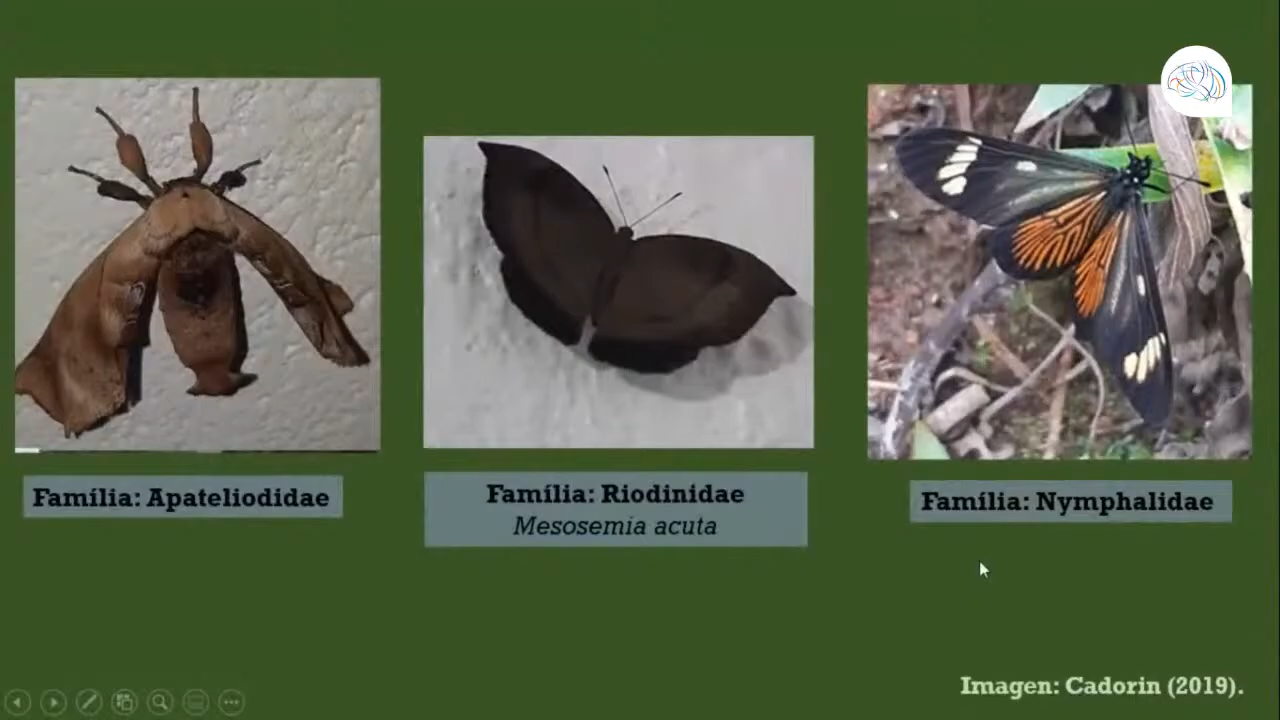 Família: Apateliodidae
Família: Riodinidae
Mesosemia acuta
Família: Nymphalidae
Imagen: Cadorin (2019).